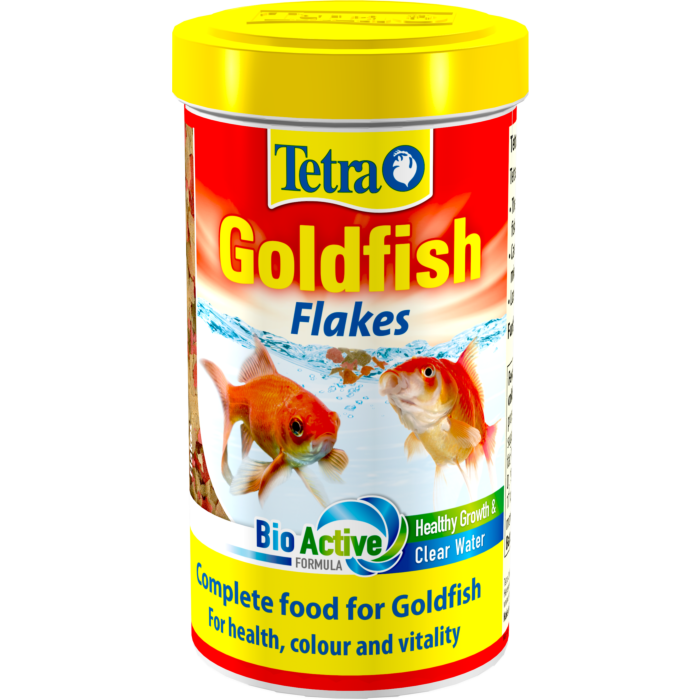 Tetra
Goldfish
Flakes
Bio Active
FORMULA
Healthy Growth &
Clear Water
Complete food for Goldfish
For health, colour and vitality